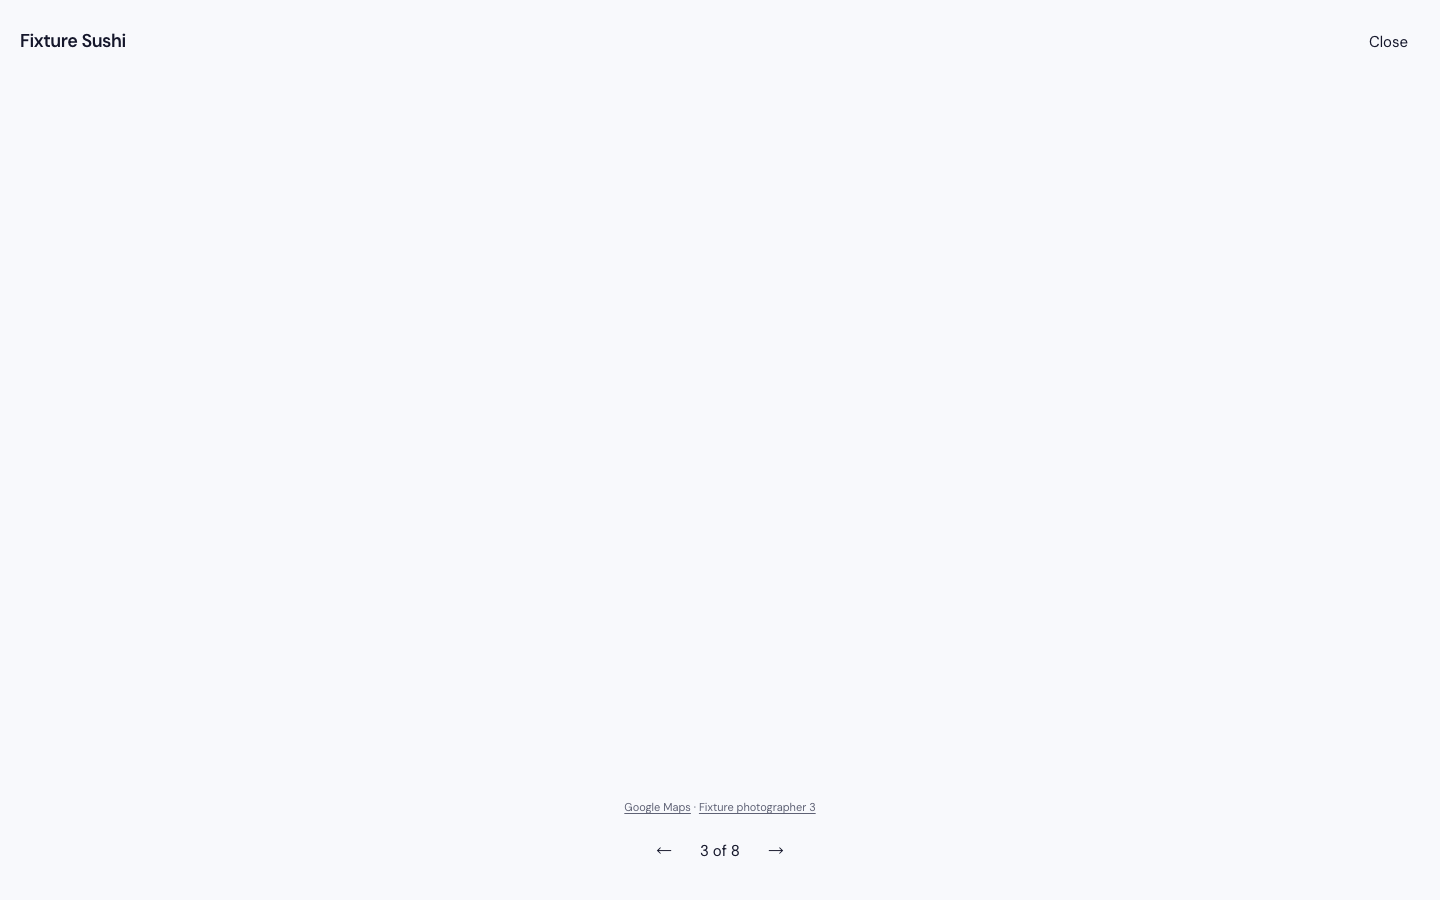 Fixture Sushi
Close
Google Maps · Fixture photographer 3
← 3 of 8 →